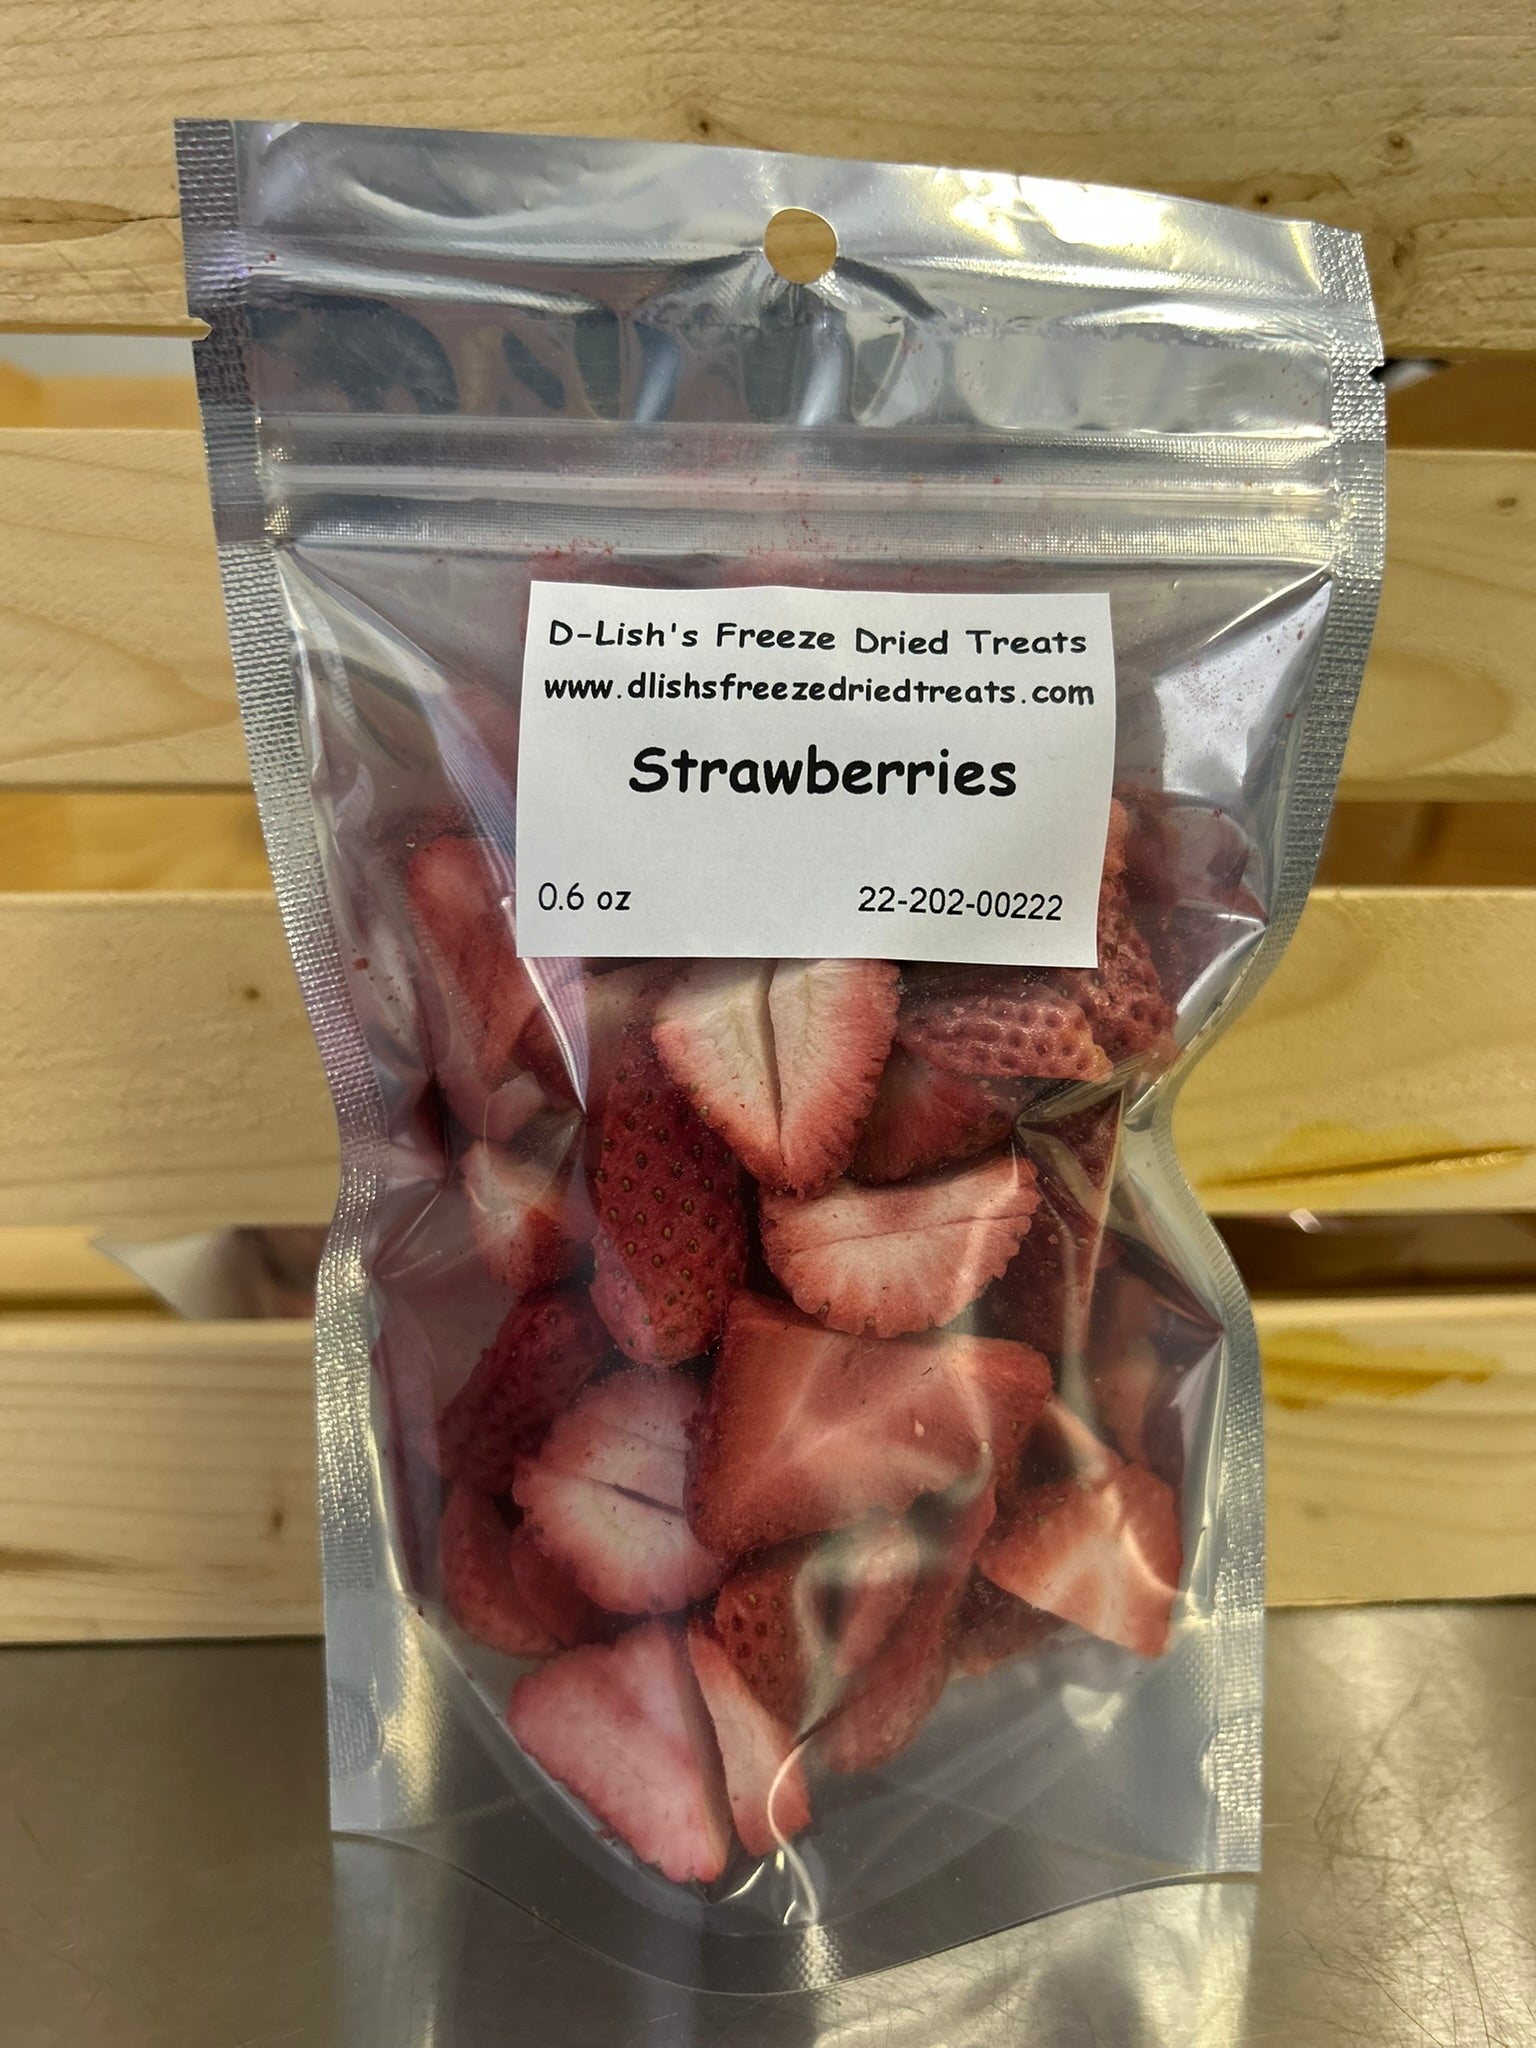 D-Lish's Freeze Dried Treats
www.dlishsfreezedriedtreats.com
Strawberries
0.6 oz 22-202-00222